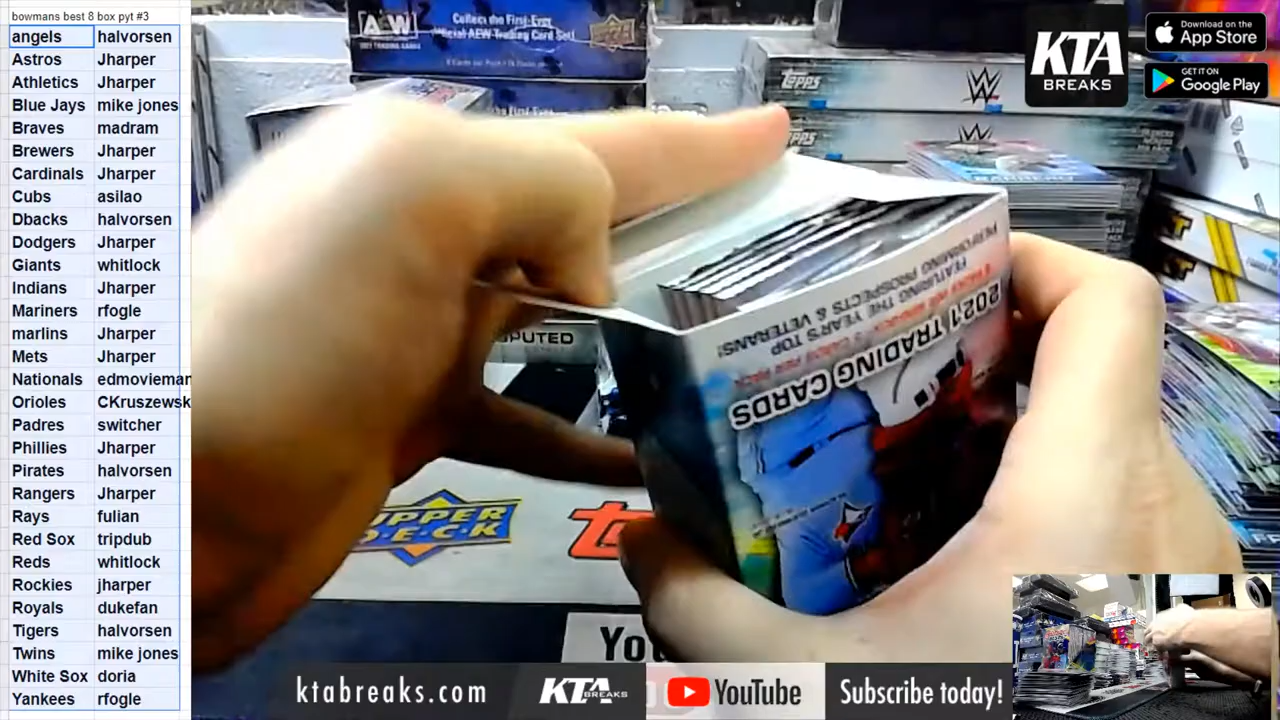 bowmans best 8 box pyt #3
angels halvorsen
Astros Jharper
Athletics Jharper
Blue Jays mike jones
Braves madram
Brewers Jharper
Cardinals Jharper
Cubs asilao
Dbacks halvorsen
Dodgers Jharper
Giants whitlock
Indians Jharper
Mariners rfogle
marlins Jharper
Mets Jharper
Nationals edmovieman
Orioles CKruszewsk
Padres switcher
Phillies Jharper
Pirates halvorsen
Rangers Jharper
Rays fulian
Red Sox tripdub
Reds whitlock
Rockies jharper
Royals dukefan
Tigers halvorsen
Twins mike jones
White Sox doria
Yankees rfogle
AEW
Collect the First-Ever
Official AEW Trading Card Set!
TOPPS
KTA
BREAKS
Download on the
App Store
GET IT ON
Google Play
2021 TRADING CARDS
FEATURING THE YEAR'S TOP
PERFORMING PROSPECTS & VETERANS!
PUTED
UPPER
DECK
to
You
ktabreaks.com
KTA
BREAKS
YouTube
Subscribe today!